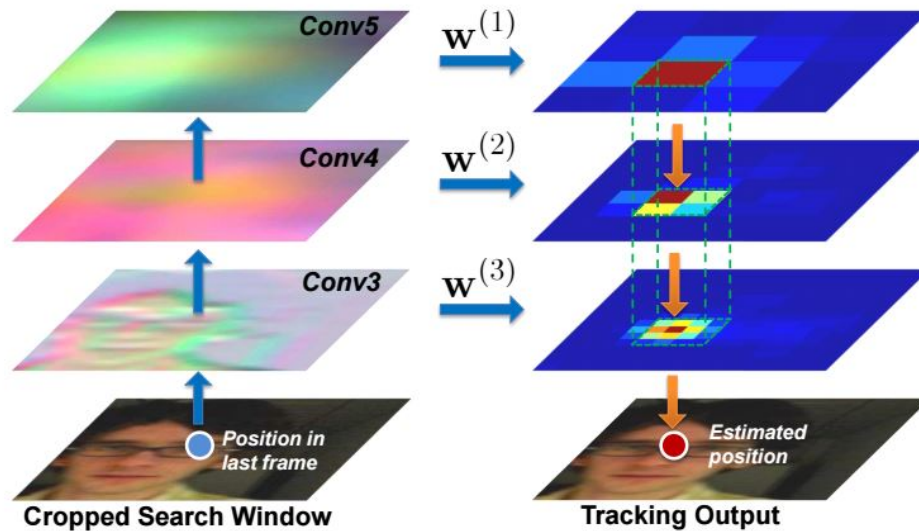 Conv5
w^{(1)}
Conv4
w^{(2)}
Conv3
w^{(3)}
Position in
last frame
Estimated
position
Cropped Search Window
Tracking Output